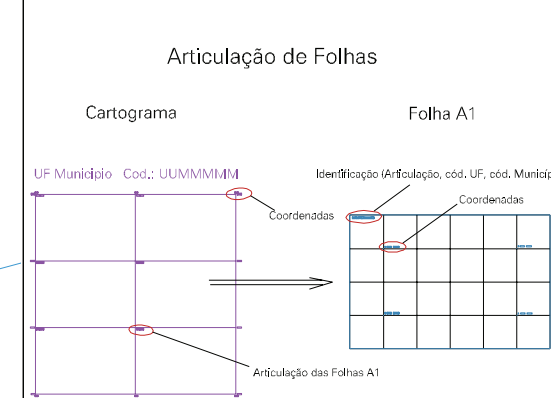 Articulação de Folhas
Cartograma
Folha A1
UF Municipio Cod.: UUMMMMM
Identificação (Articulação, cód. UF, cód. Municíp
Coordenadas
Coordenadas
Articulação das Folhas A1